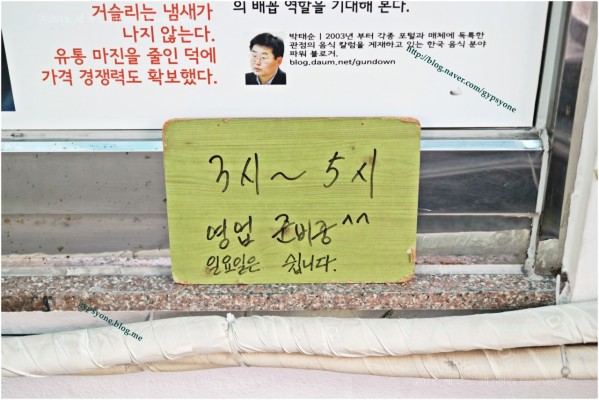 거슬리는 냄새가
나지 않는다.
유통 마진을 줄인 덕에
가격 경쟁력도 확보했다.
의 배꼽 역할을 기대해 본다.
박태순 | 2003년 부터 각종 포털과 매체에 독특한
관점의 음식 칼럼을 게재하고 있는 한국 음식 분야
파워 블로거.
blog.daum.net/gundown
http://blog.naver.com/gypsyone
3시~5시
영업 준비중^^
일요일은 쉽니다.
gypsyone.blog.me